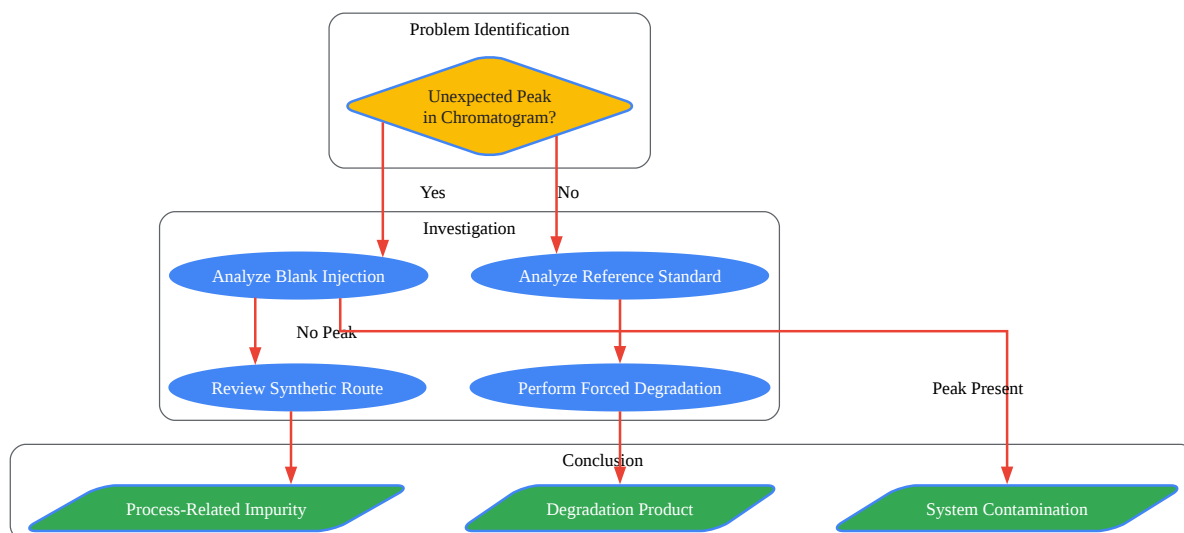 Problem Identification
Unexpected Peak
in Chromatogram?
Yes
No
Investigation
Analyze Blank Injection
Analyze Reference Standard
No Peak
Review Synthetic Route
Perform Forced Degradation
Peak Present
Conclusion
Process-Related Impurity
Degradation Product
System Contamination